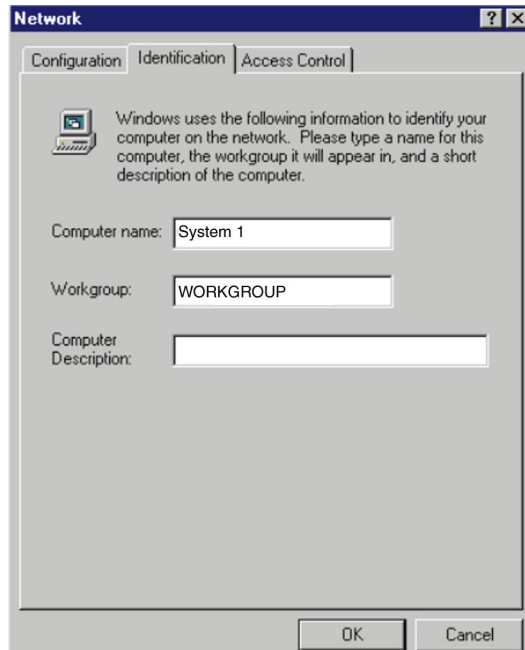 Network
Configuration Identification Access Control
Windows uses the following information to identify your
computer on the network. Please type a name for this
computer, the workgroup it will appear in, and a short
description of the computer.
Computer name: System 1
Workgroup: WORKGROUP
Computer
Description:
OK Cancel